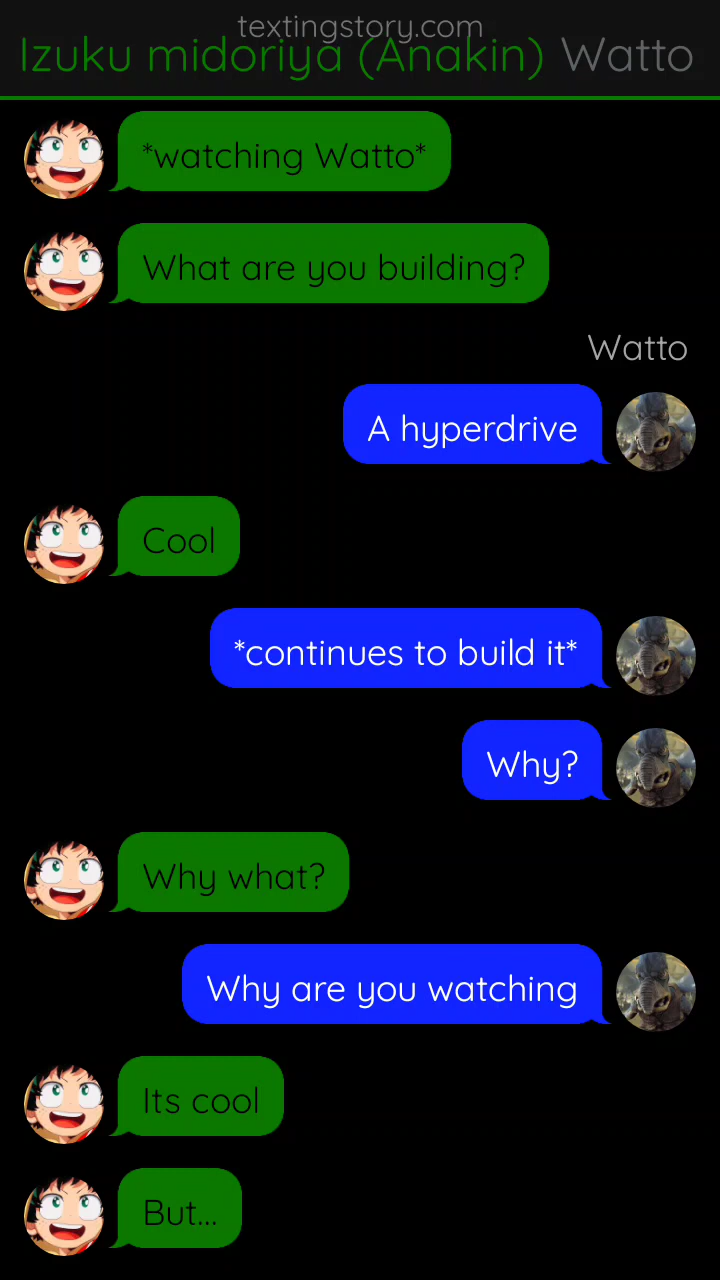 textingstory.com
Izuku midoriya (Anakin) Watto
*watching Watto*
What are you building?
Watto
A hyperdrive
Cool
*continues to build it*
Why?
Why what?
Why are you watching
Its cool
But...